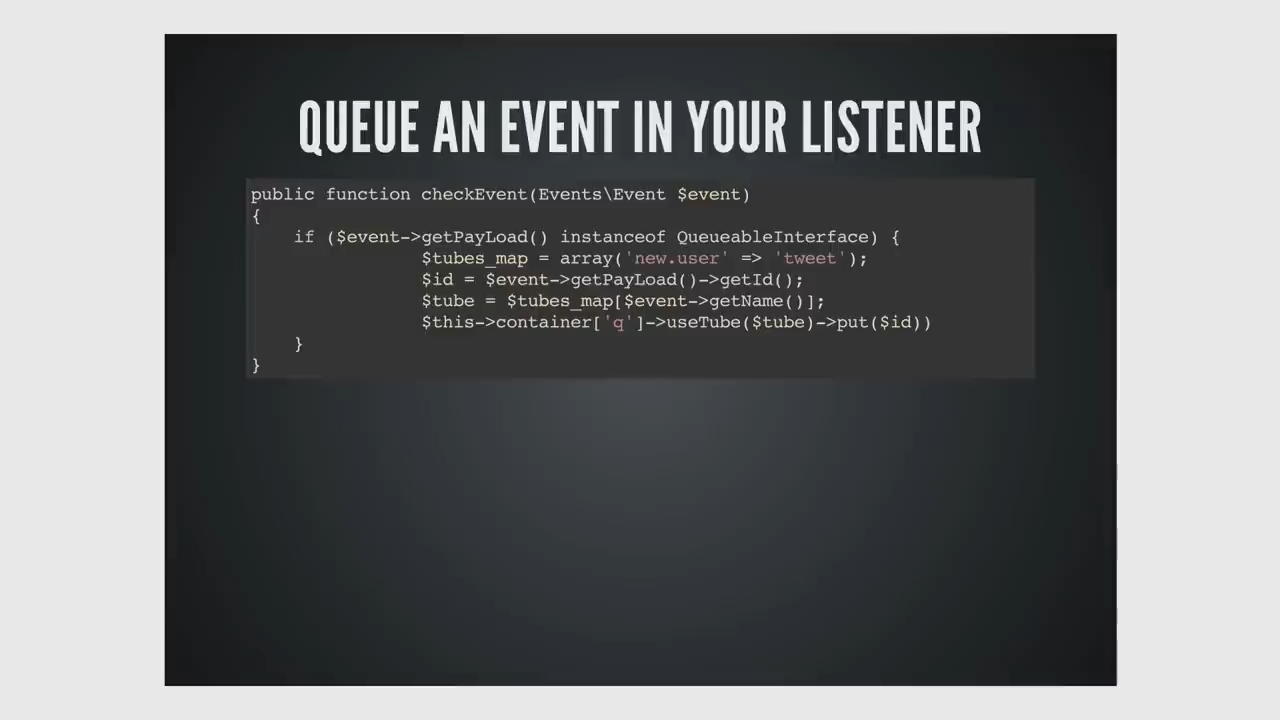 QUEUE AN EVENT IN YOUR LISTENER
public function checkEvent(Events\Event $event)
{
    if ($event->getPayLoad() instanceof QueueableInterface) {
                $tubes_map = array('new.user' => 'tweet');
                $id = $event->getPayLoad()->getId();
                $tube = $tubes_map[$event->getName()];
                $this->container['q']->useTube($tube)->put($id))
    }
}